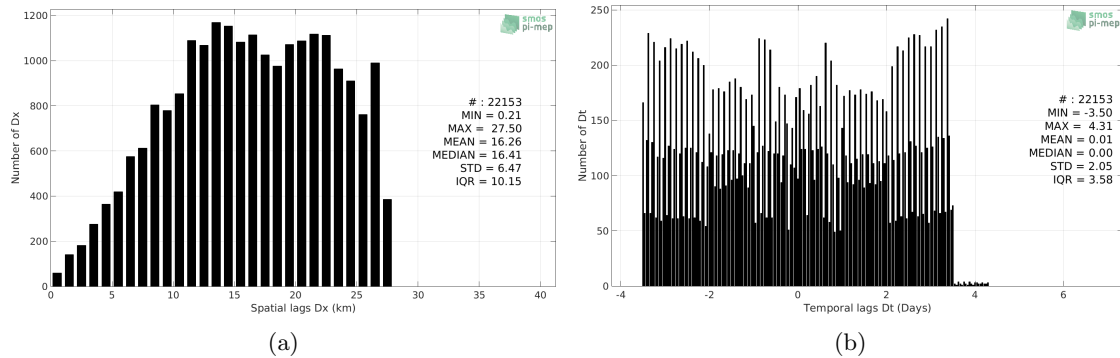 1200
1000
800
600
400
200
0
Number of Dx
0 5 10 15 20 25 30 35 40
Spatial lags Dx (km)
smos
pi-mep
# : 22153
MIN = 0.21
MAX = 27.50
MEAN = 16.26
MEDIAN = 16.41
STD = 6.47
IQR = 10.15
(a)
250
200
150
100
50
0
Number of Dt
-4 -2 0 2 4 6
Temporal lags Dt (Days)
smos
pi-mep
# : 22153
MIN = -3.50
MAX = 4.31
MEAN = 0.01
MEDIAN = 0.00
STD = 2.05
IQR = 3.58
(b)